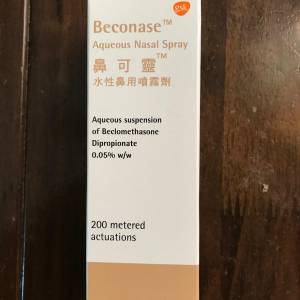 gsk
Beconase™
Aqueous Nasal Spray
鼻可靈™
水性鼻用噴霧劑
Aqueous suspension
of Beclomethasone
Dipropionate
0.05% w/w
200 metered
actuations